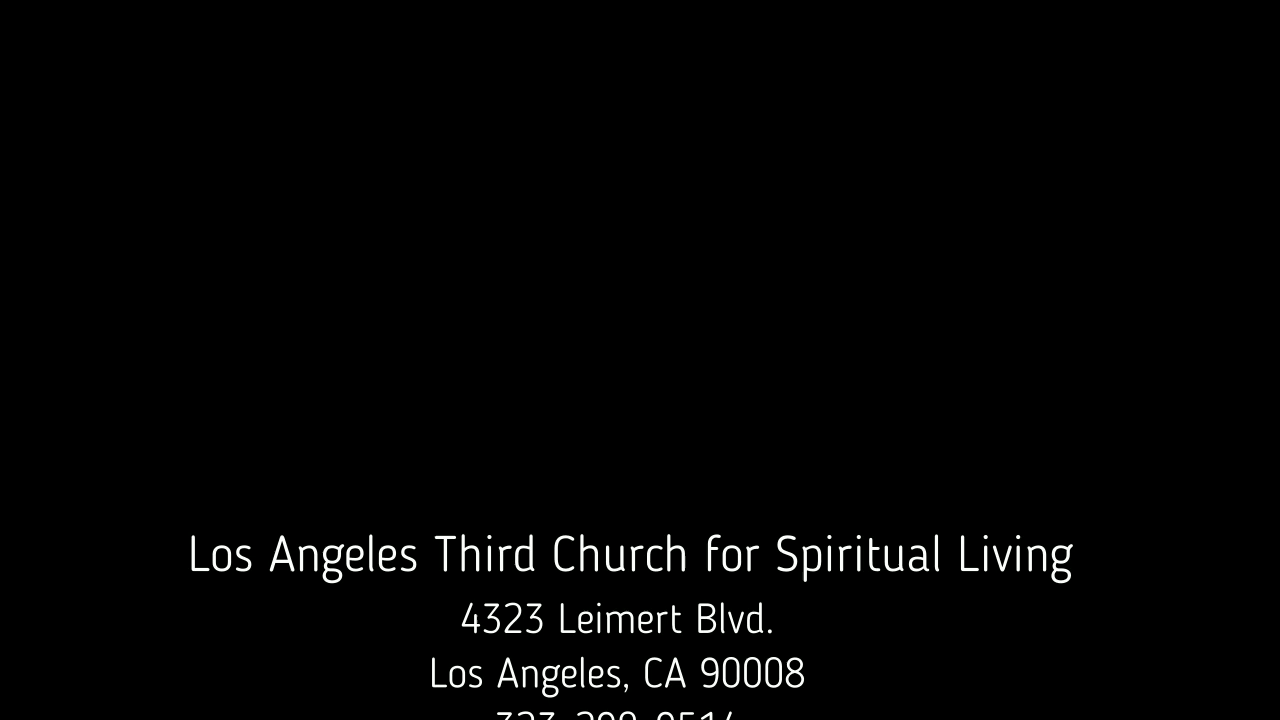 Los Angeles Third Church for Spiritual Living
4323 Leimert Blvd.
Los Angeles, CA 90008